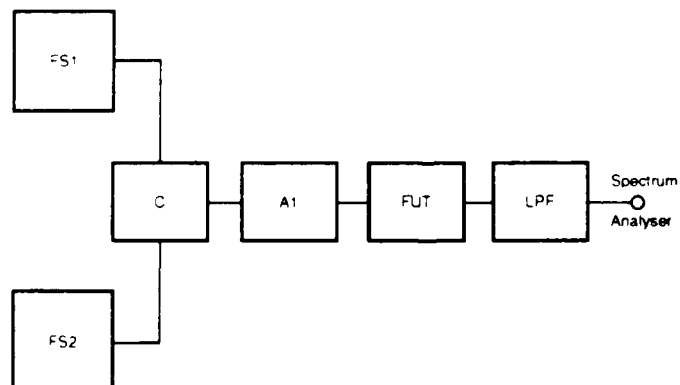 FS1
C
A1
FUT
LPF
Spectrum
Analyser
FS2